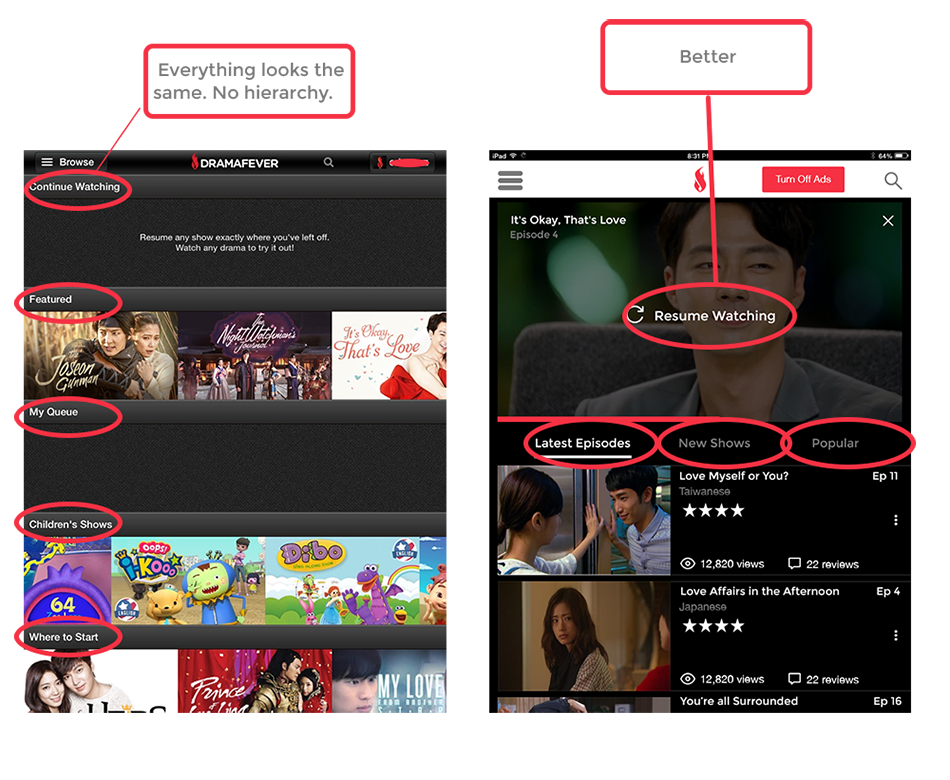 Everything looks the
same. No hierarchy.
Better
Browse
DRAMAFEVER
Continue Watching
Resume any show exactly where you've left off.
Watch any drama to try it out!
Featured
The
Joseon
Gunman
The
Night Watchman's
Journal
It's Okay,
That's Love
My Queue
Children's Shows
64
OOPS!
ENGLISH
Dibo
ENGLISH
Where to Start
Prince
MY LOVE
FROM ANOTHER
STAR
iPad
8:31 PM
64%
Turn Off Ads
It's Okay, That's Love
Episode 4
Resume Watching
Latest Episodes
New Shows
Popular
Love Myself or You?
Ep 11
Taiwanese
12,820 views
22 reviews
Love Affairs in the Afternoon
Ep 4
Japanese
12,820 views
22 reviews
You're all Surrounded
Ep 16